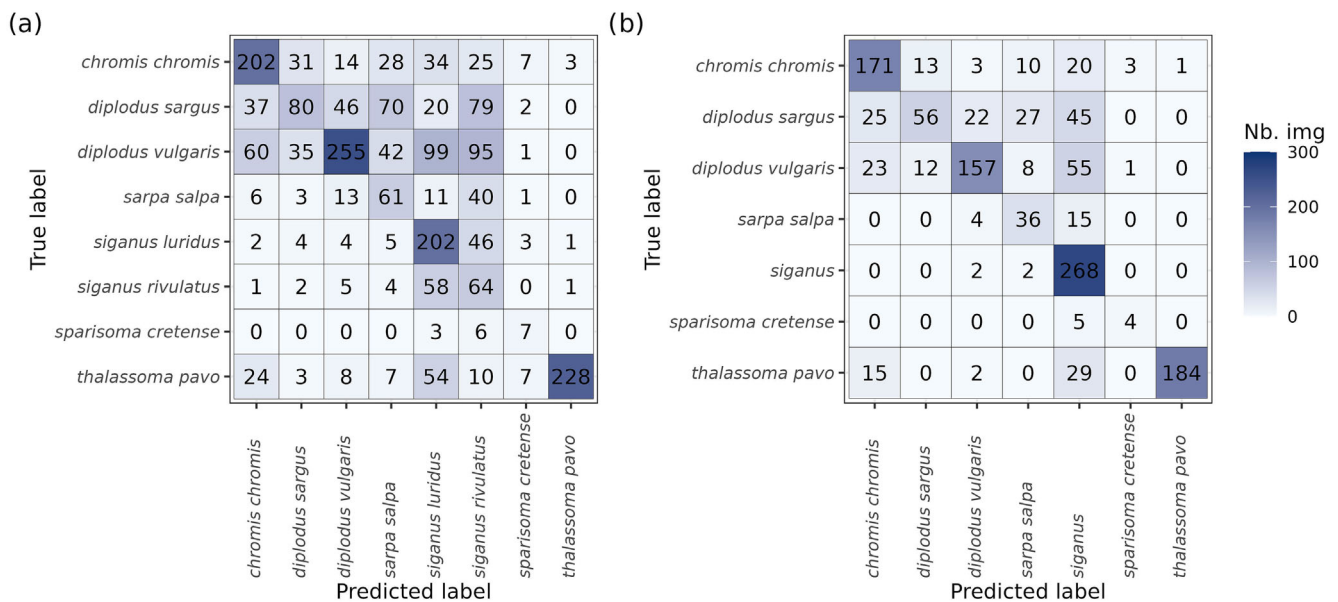 (a)
True label
chromis chromis 202 31 14 28 34 25 7 3
diplodus sargus 37 80 46 70 20 79 2 0
diplodus vulgaris 60 35 255 42 99 95 1 0
sarpa salpa 6 3 13 61 11 40 1 0
siganus luridus 2 4 4 5 202 46 3 1
siganus rivulatus 1 2 5 4 58 64 0 1
sparisoma cretense 0 0 0 0 3 6 7 0
thalassoma pavo 24 3 8 7 54 10 7 228
chromis chromis
diplodus sargus
diplodus vulgaris
sarpa salpa
siganus luridus
siganus rivulatus
sparisoma cretense
thalassoma pavo
Predicted label
(b)
True label
chromis chromis 171 13 3 10 20 3 1
diplodus sargus 25 56 22 27 45 0 0
diplodus vulgaris 23 12 157 8 55 1 0
sarpa salpa 0 0 4 36 15 0 0
siganus 0 0 2 2 268 0 0
sparisoma cretense 0 0 0 0 5 4 0
thalassoma pavo 15 0 2 0 29 0 184
chromis chromis
diplodus sargus
diplodus vulgaris
sarpa salpa
siganus
sparisoma cretense
thalassoma pavo
Predicted label
Nb. img
300
200
100
0